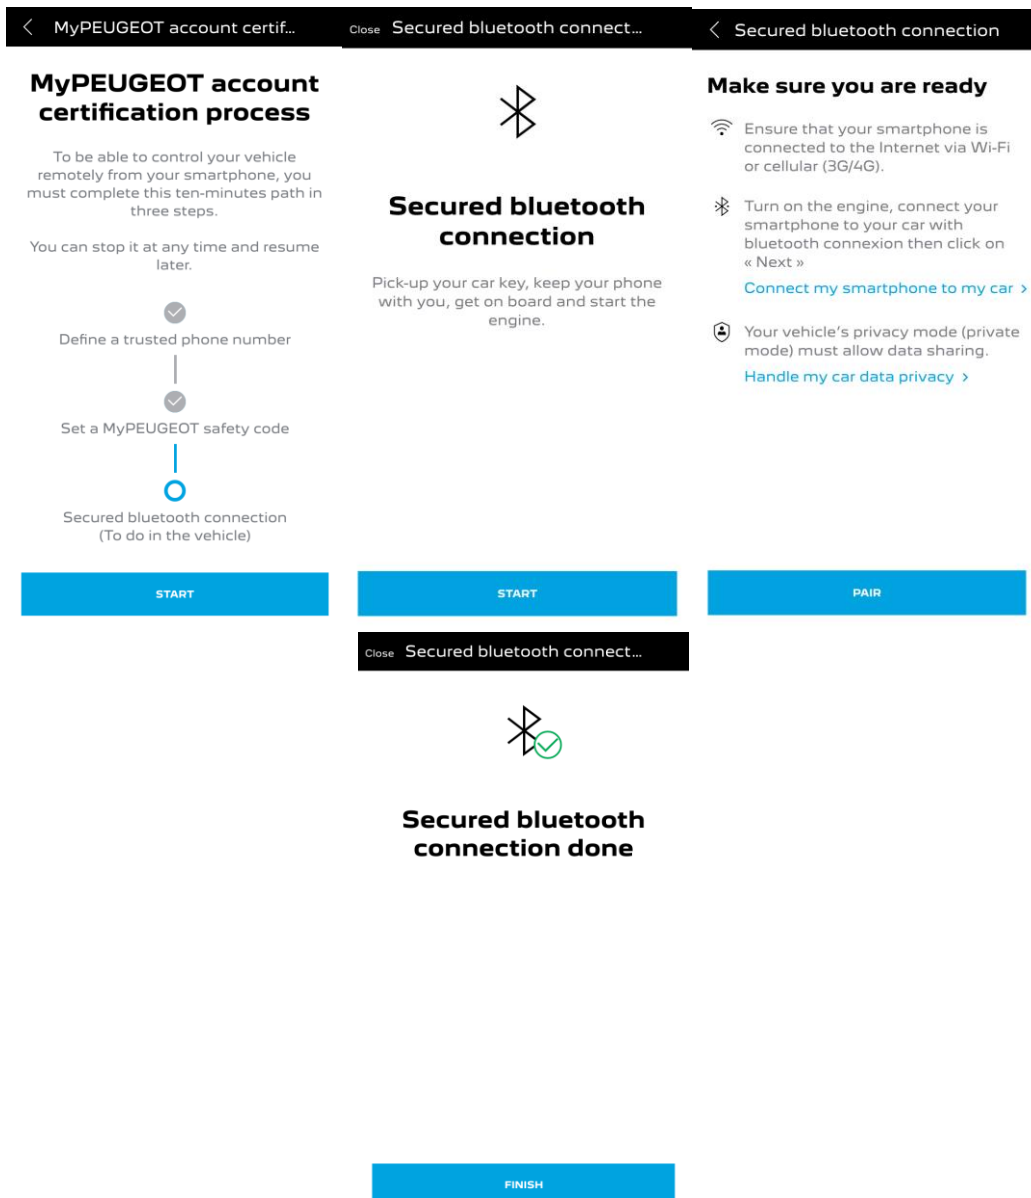 MyPEUGEOT account certif...
MyPEUGEOT account
certification process
To be able to control your vehicle
remotely from your smartphone, you
must complete this ten-minutes path in
three steps.
You can stop it at any time and resume
later.
Define a trusted phone number
Set a MyPEUGEOT safety code
Secured bluetooth connection
(To do in the vehicle)
START
Close Secured bluetooth connect...
Secured bluetooth
connection
Pick-up your car key, keep your phone
with you, get on board and start the
engine.
START
Secured bluetooth connection
Make sure you are ready
Ensure that your smartphone is
connected to the Internet via Wi-Fi
or cellular (3G/4G).
Turn on the engine, connect your
smartphone to your car with
bluetooth connexion then click on
« Next »
Connect my smartphone to my car >
Your vehicle's privacy mode (private
mode) must allow data sharing.
Handle my car data privacy >
PAIR
Close Secured bluetooth connect...
Secured bluetooth
connection done
FINISH